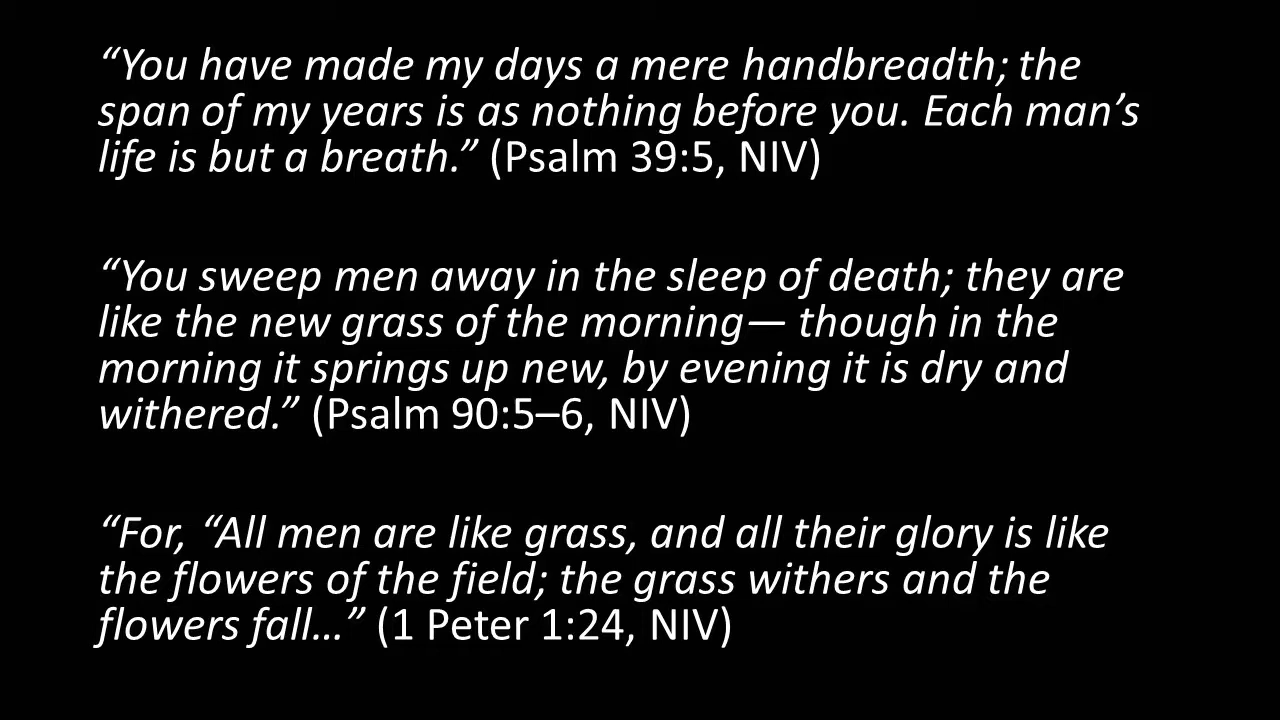 “You have made my days a mere handbreadth; the
span of my years is as nothing before you. Each man’s
life is but a breath.” (Psalm 39:5, NIV)
“You sweep men away in the sleep of death; they are
like the new grass of the morning— though in the
morning it springs up new, by evening it is dry and
withered.” (Psalm 90:5–6, NIV)
“For, “All men are like grass, and all their glory is like
the flowers of the field; the grass withers and the
flowers fall…” (1 Peter 1:24, NIV)